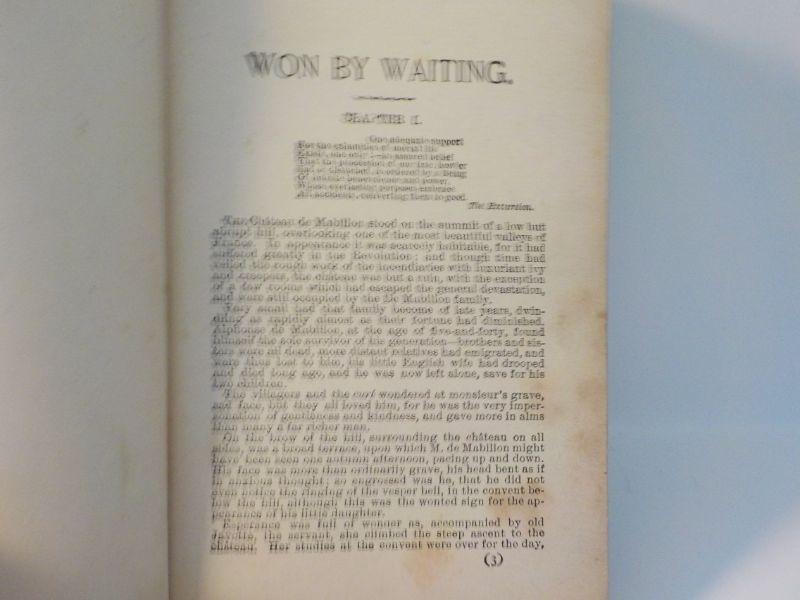 WON BY WAITING.
CHAPTER I.
One adequate support
For the calamities of mortal life
Exists, one only:—an assured belief
That the procession of our fate, howe'er
Sad or disturbed, is ordered by a Being
Of infinite benevolence and power,
Whose everlasting purposes embrace
All accidents, converting them to good.
The Excursion.
The Château de Mabillon stood on the summit of a low but
abrupt hill, overlooking one of the most beautiful valleys of
France. In appearance it was scarcely habitable, for it had
suffered greatly in the Revolution; and though time had
veiled the rough work of the incendiaries with luxuriant ivy
and creepers, the château was but a ruin, with the exception
of a few rooms which had escaped the general devastation,
and were still occupied by the De Mabillon family.
Very small had that family become of late years, dwin-
dling as rapidly almost as their fortune had diminished.
Alphonse de Mabillon, at the age of five-and-forty, found
himself the sole survivor of his generation—brothers and sis-
ters were all dead, more distant relatives had emigrated, and
were thus lost to him, his little English wife had drooped
and died long ago, and he was now left alone, save for his
two children.
The villagers and the curé wondered at monsieur's grave,
sad face, but they all loved him, for he was the very imper-
sonation of gentleness and kindness, and gave more in alms
than many a far richer man.
On the brow of the hill, surrounding the château on all
sides, was a broad terrace, upon which M. de Mabillon might
have been seen one autumn afternoon, pacing up and down.
His face was more than ordinarily grave, his head bent as if
in anxious thought; so engrossed was he, that he did not
even notice the ringing of the vesper bell, in the convent be-
low the hill, although this was the wonted sign for the ap-
pearance of his little daughter.
Esperance was full of wonder as, accompanied by old
Javotte, the servant, she climbed the steep ascent to the
château. Her studies at the convent were over for the day,
(3)